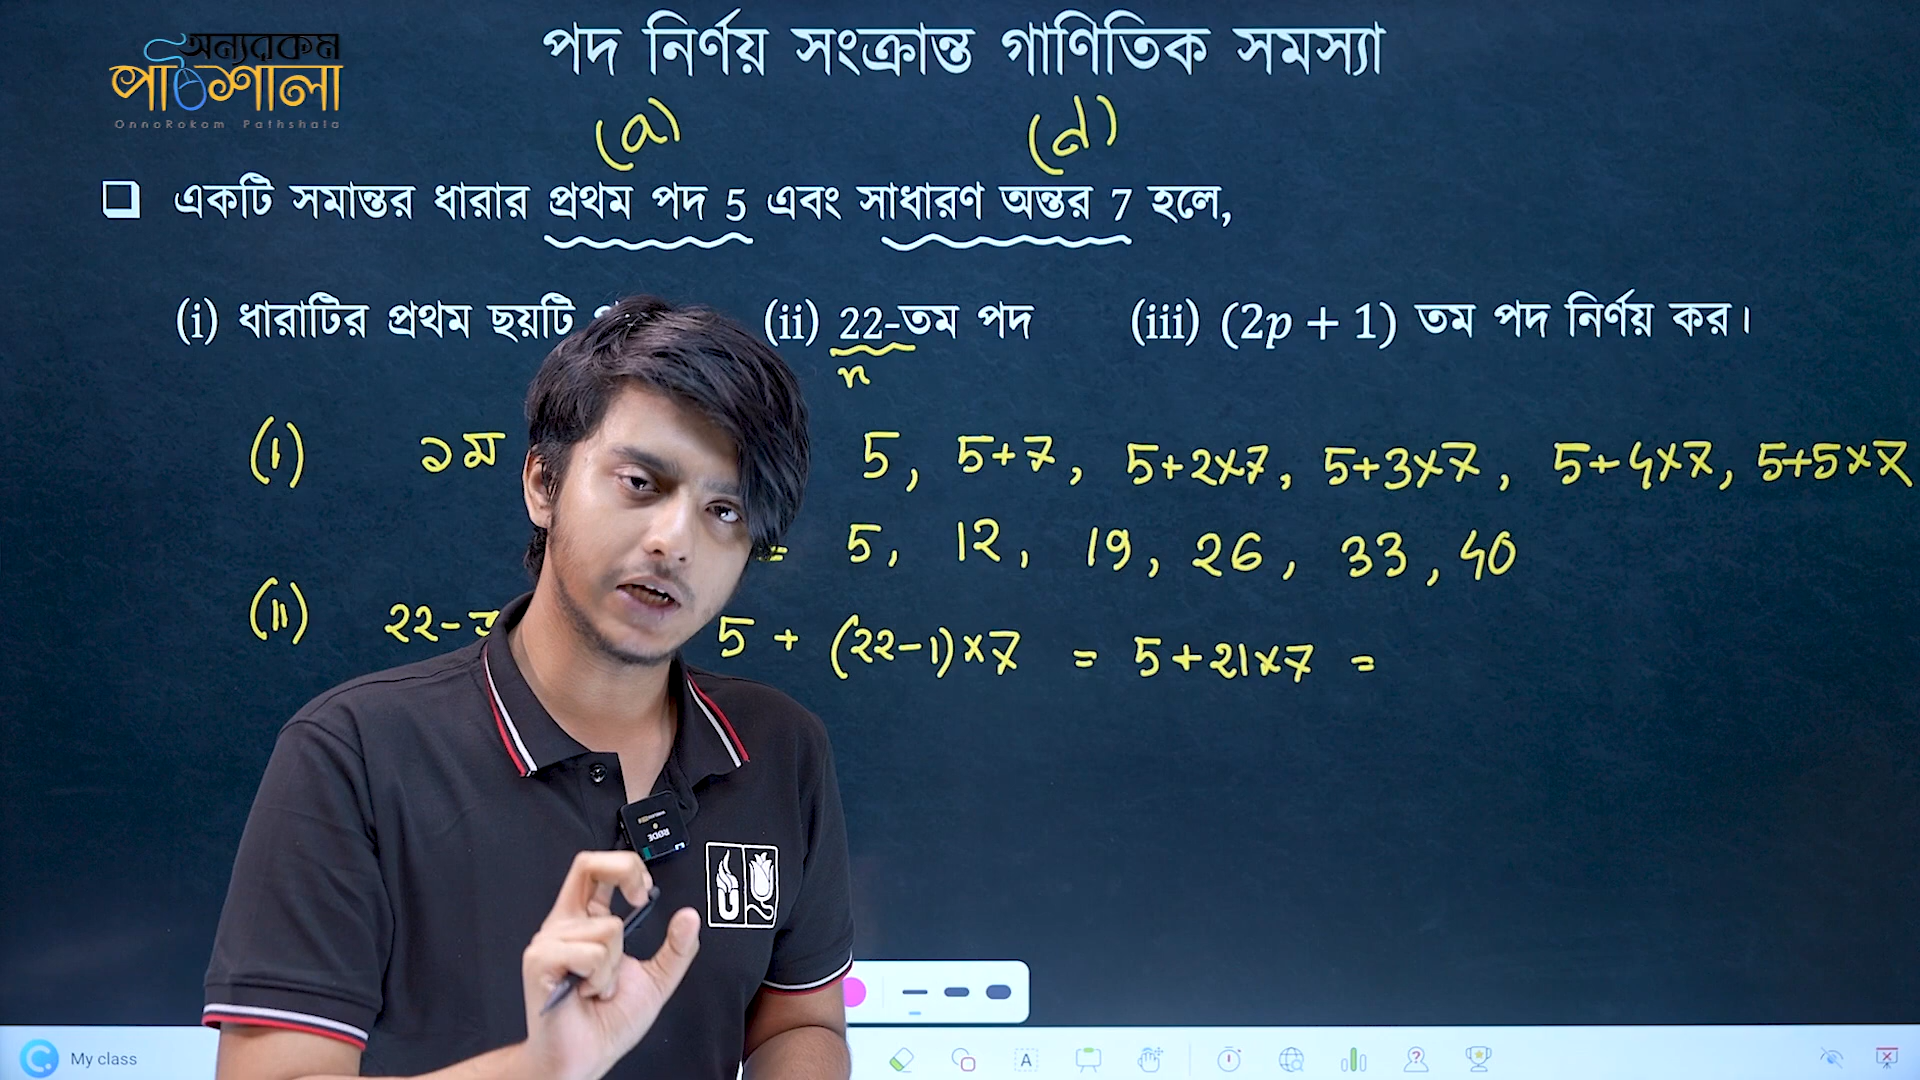 অন্যরকম
পাঠশালা
OnnoRokom Pathshala
পদ নির্ণয় সংক্রান্ত গাণিতিক সমস্যা
(a) (d)
একটি সমান্তর ধারার প্রথম পদ 5 এবং সাধারণ অন্তর 7 হলে,
(i) ধারাটির প্রথম ছয়টি (ii) 22-তম পদ (iii) (2p + 1) তম পদ নির্ণয় কর।
n
(i) ১ম 5, 5+7, 5+2×7, 5+3×7, 5+4×7, 5+5×7
= 5, 12, 19, 26, 33, 40
(ii) 22- 5 + (22-1)×7 = 5+21×7 =
RØDE
My class
A